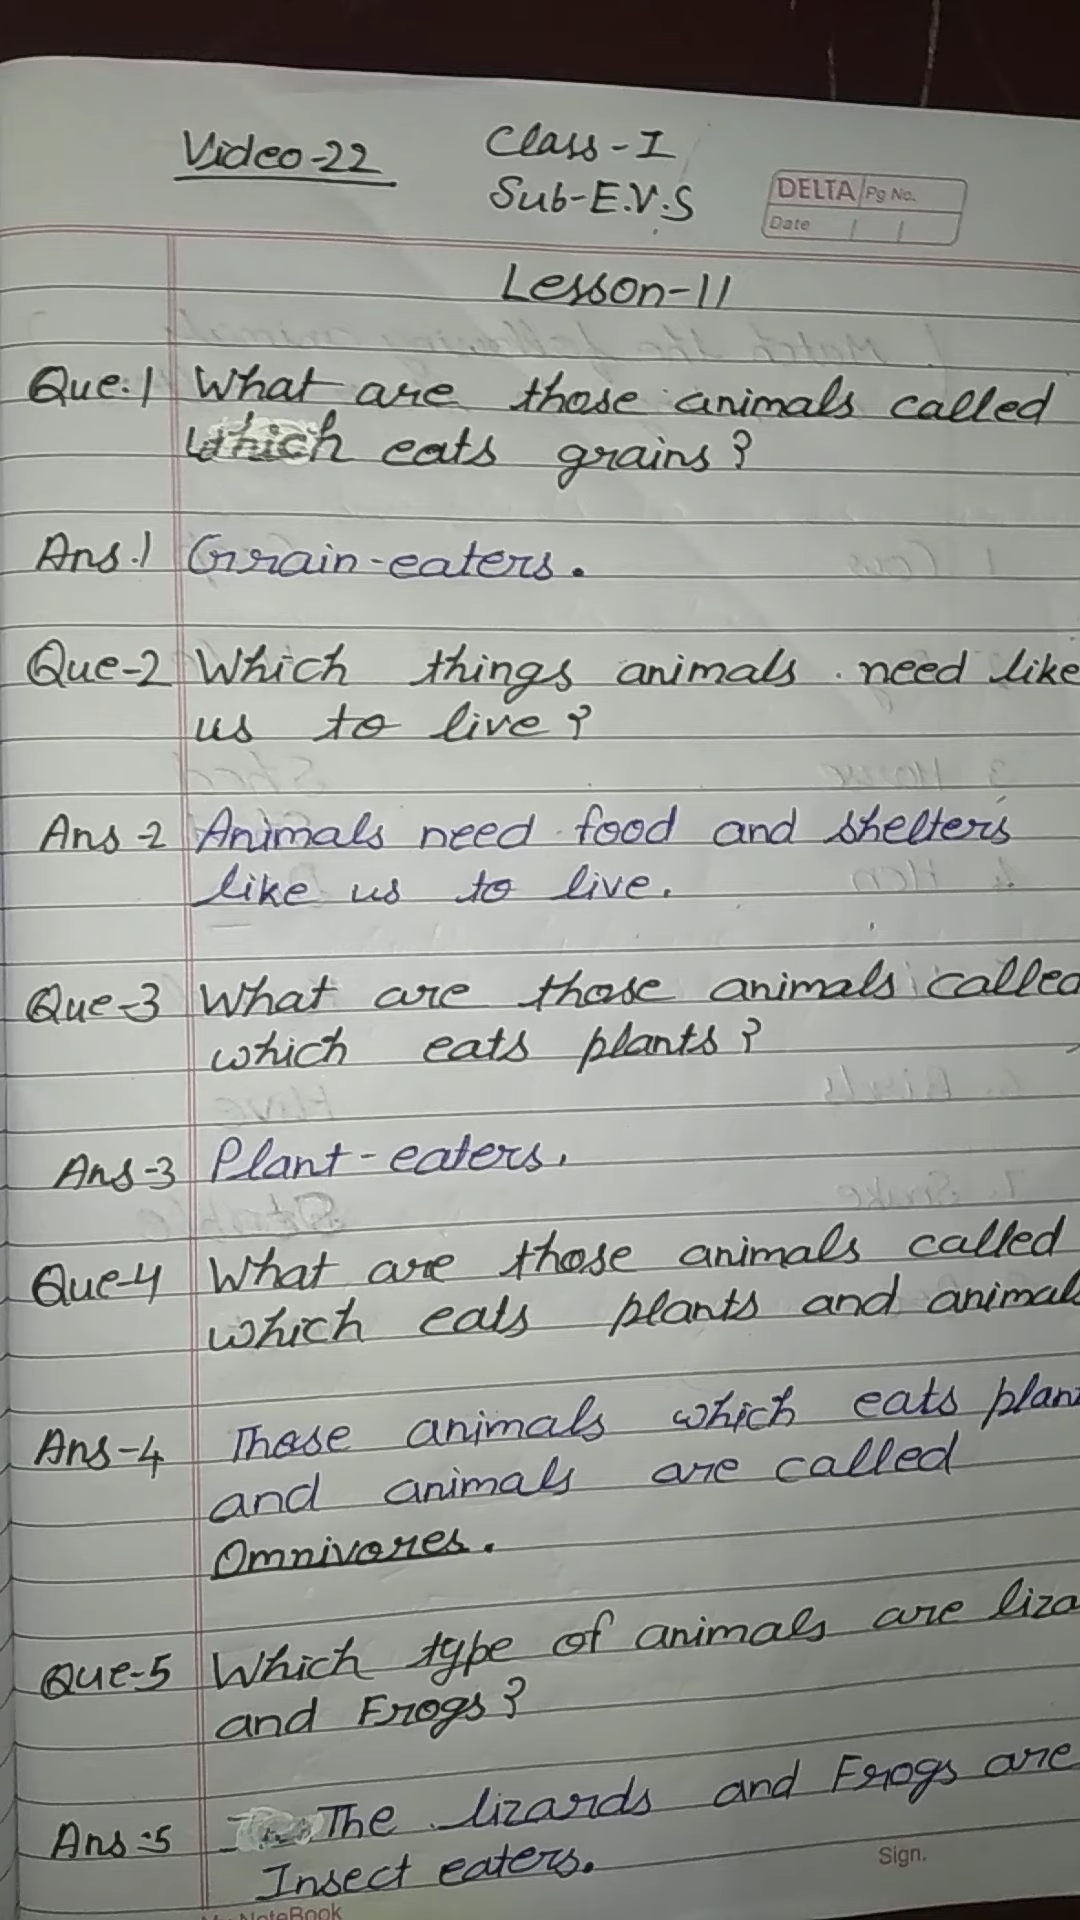 Video-22
Class-I
Sub-E.V.S
DELTA Pg No.
Date
Lesson-11
Que.1 What are those animals called
which eats grains?
Ans.1 Grain-eaters.
Que-2 Which things animals need like
us to live?
Ans-2 Animals need food and shelters
like us to live.
Que-3 What are those animals called
which eats plants?
Ans-3 Plant-eaters.
Que-4 What are those animals called
which eats plants and animals
Ans-4 These animals which eats plan
and animals are called
Omnivores.
Que-5 Which type of animals are liza
and Frogs?
Ans-5 The lizards and Frogs are
Insect eaters.
Sign.
NoteBook